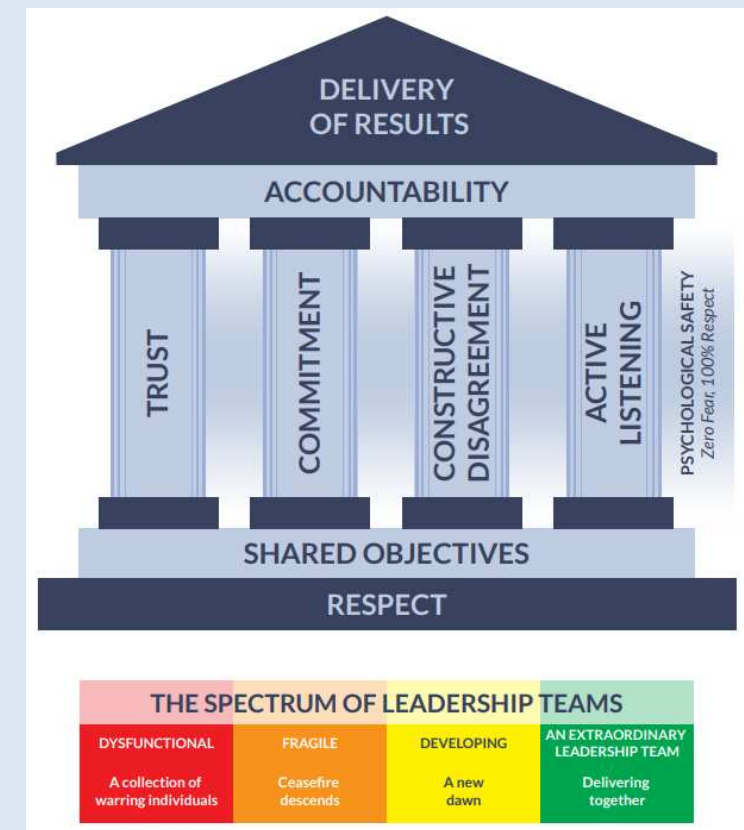 DELIVERY
OF RESULTS
ACCOUNTABILITY
TRUST
COMMITMENT
CONSTRUCTIVE
DISAGREEMENT
ACTIVE
LISTENING
PSYCHOLOGICAL SAFETY
Zero Fear, 100% Respect
SHARED OBJECTIVES
RESPECT
THE SPECTRUM OF LEADERSHIP TEAMS
DYSFUNCTIONAL
A collection of
warring individuals
FRAGILE
Ceasefire
descends
DEVELOPING
A new
dawn
AN EXTRAORDINARY
LEADERSHIP TEAM
Delivering
together